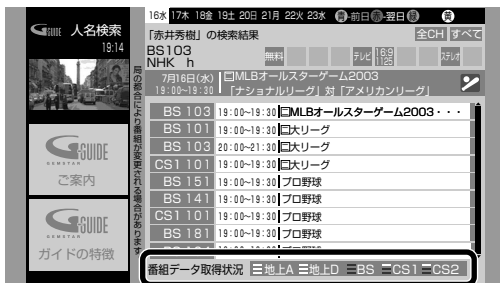 G-GUIDE 人名検索
19:14
16水 17木 18金 19土 20日 21月 22火 23水 青-前日 赤-翌日 緑 黄
「赤井秀樹」の検索結果 全CH すべて
BS103
NHK h 無料 テレビ 16:9 1125 ステレオ
7月16日(水) MLBオールスターゲーム2003
19:00~19:30 「ナショナルリーグ」対「アメリカンリーグ」
局の都合により番組が変更される場合があります
BS 103 19:00~19:30 MLBオールスターゲーム2003・・・
BS 101 19:00~19:30 大リーグ
BS 103 20:00~21:30 大リーグ
CS1 101 19:00~19:30 大リーグ
BS 151 19:00~19:30 プロ野球
BS 141 19:00~19:30 プロ野球
CS1 101 19:00~19:30 プロ野球
BS 181 19:00~19:30 プロ野球
G-GUIDE
GEMSTAR
ご案内
G-GUIDE
GEMSTAR
ガイドの特徴
番組データ取得状況 地上A 地上D BS CS1 CS2